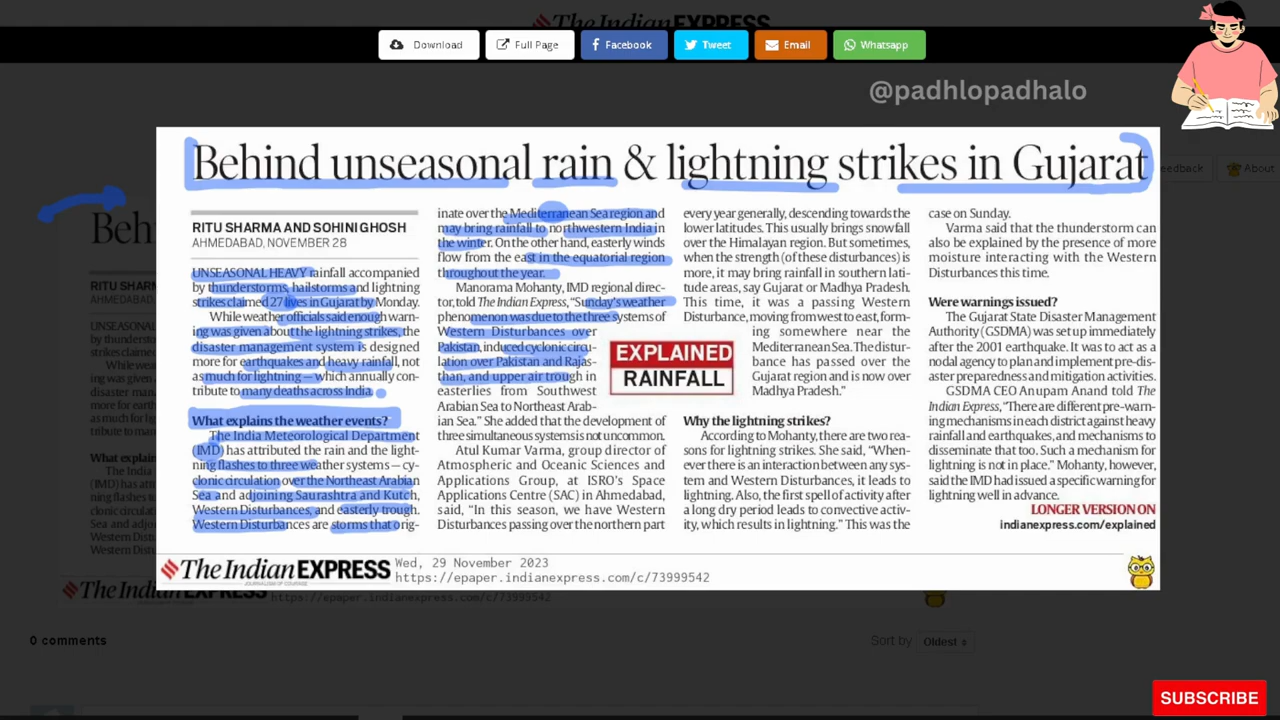 The Indian EXPRESS
Download
Full Page
Facebook
Tweet
Email
Whatsapp
@padhlopadhalo
Behind unseasonal rain & lightning strikes in Gujarat
RITU SHARMA AND SOHINI GHOSH
AHMEDABAD, NOVEMBER 28
UNSEASONAL HEAVY rainfall accompanied
by thunderstorms, hailstorms and lightning
strikes claimed 27 lives in Gujarat by Monday.
While weather officials said enough warn-
ing was given about the lightning strikes, the
disaster management system is designed
more for earthquakes and heavy rainfall, not
as much for lightning — which annually con-
tribute to many deaths across India.
What explains the weather events?
The India Meteorological Department
(IMD) has attributed the rain and the light-
ning flashes to three weather systems — cy-
clonic circulation over the Northeast Arabian
Sea and adjoining Saurashtra and Kutch,
Western Disturbances, and easterly trough.
Western Disturbances are storms that orig-
inate over the Mediterranean Sea region and
may bring rainfall to northwestern India in
the winter. On the other hand, easterly winds
flow from the east in the equatorial region
throughout the year.
Manorama Mohanty, IMD regional direc-
tor, told The Indian Express, “Sunday’s weather
phenomenon was due to the three systems of
Western Disturbances over
Pakistan, induced cyclonic circu-
lation over Pakistan and Rajas-
than, and upper air trough in
easterlies from Southwest
Arabian Sea to Northeast Arab-
ian Sea.” She added that the development of
three simultaneous systems is not uncommon.
Atul Kumar Varma, group director of
Atmospheric and Oceanic Sciences and
Applications Group, at ISRO’s Space
Applications Centre (SAC) in Ahmedabad,
said, “In this season, we have Western
Disturbances passing over the northern part
every year generally, descending towards the
lower latitudes. This usually brings snowfall
over the Himalayan region. But sometimes,
when the strength (of these disturbances) is
more, it may bring rainfall in southern lati-
tude areas, say Gujarat or Madhya Pradesh.
This time, it was a passing Western
Disturbance, moving from west to east, form-
ing somewhere near the
Mediterranean Sea. The distur-
bance has passed over the
Gujarat region and is now over
Madhya Pradesh.”
EXPLAINED
RAINFALL
Why the lightning strikes?
According to Mohanty, there are two rea-
sons for lightning strikes. She said, “When-
ever there is an interaction between any sys-
tem and Western Disturbances, it leads to
lightning. Also, the first spell of activity after
a long dry period leads to convective activ-
ity, which results in lightning.” This was the
case on Sunday.
Varma said that the thunderstorm can
also be explained by the presence of more
moisture interacting with the Western
Disturbances this time.
Were warnings issued?
The Gujarat State Disaster Management
Authority (GSDMA) was set up immediately
after the 2001 earthquake. It was to act as a
nodal agency to plan and implement pre-dis-
aster preparedness and mitigation activities.
GSDMA CEO Anupam Anand told The
Indian Express, “There are different pre-warn-
ing mechanisms in each district against heavy
rainfall and earthquakes, and mechanisms to
disseminate that too. Such a mechanism for
lightning is not in place.” Mohanty, however,
said the IMD had issued a specific warning for
lightning well in advance.
LONGER VERSION ON
indianexpress.com/explained
The Indian EXPRESS
JOURNALISM OF COURAGE
Wed, 29 November 2023
https://epaper.indianexpress.com/c/73999542
https://epaper.indianexpress.com/c/73999542
0 comments
Sort by
Oldest
SUBSCRIBE